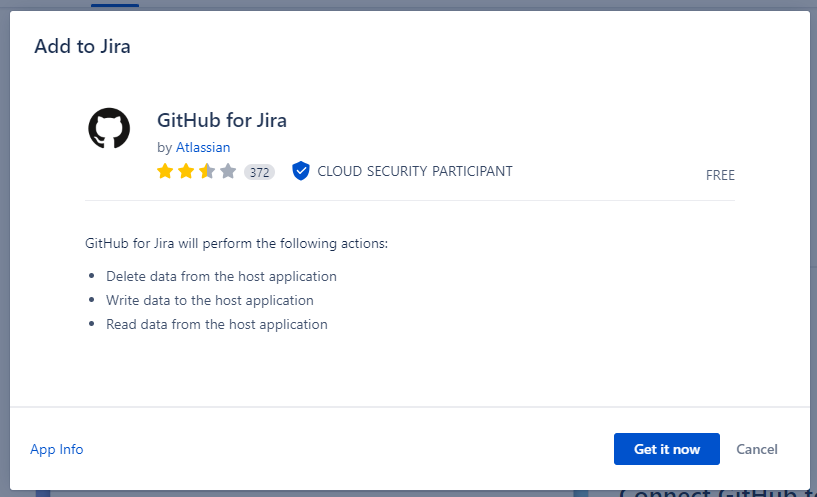 Add to Jira
GitHub for Jira
by Atlassian
372 CLOUD SECURITY PARTICIPANT
FREE
GitHub for Jira will perform the following actions:
• Delete data from the host application
• Write data to the host application
• Read data from the host application
App Info
Get it now
Cancel
Connect GitHub fo